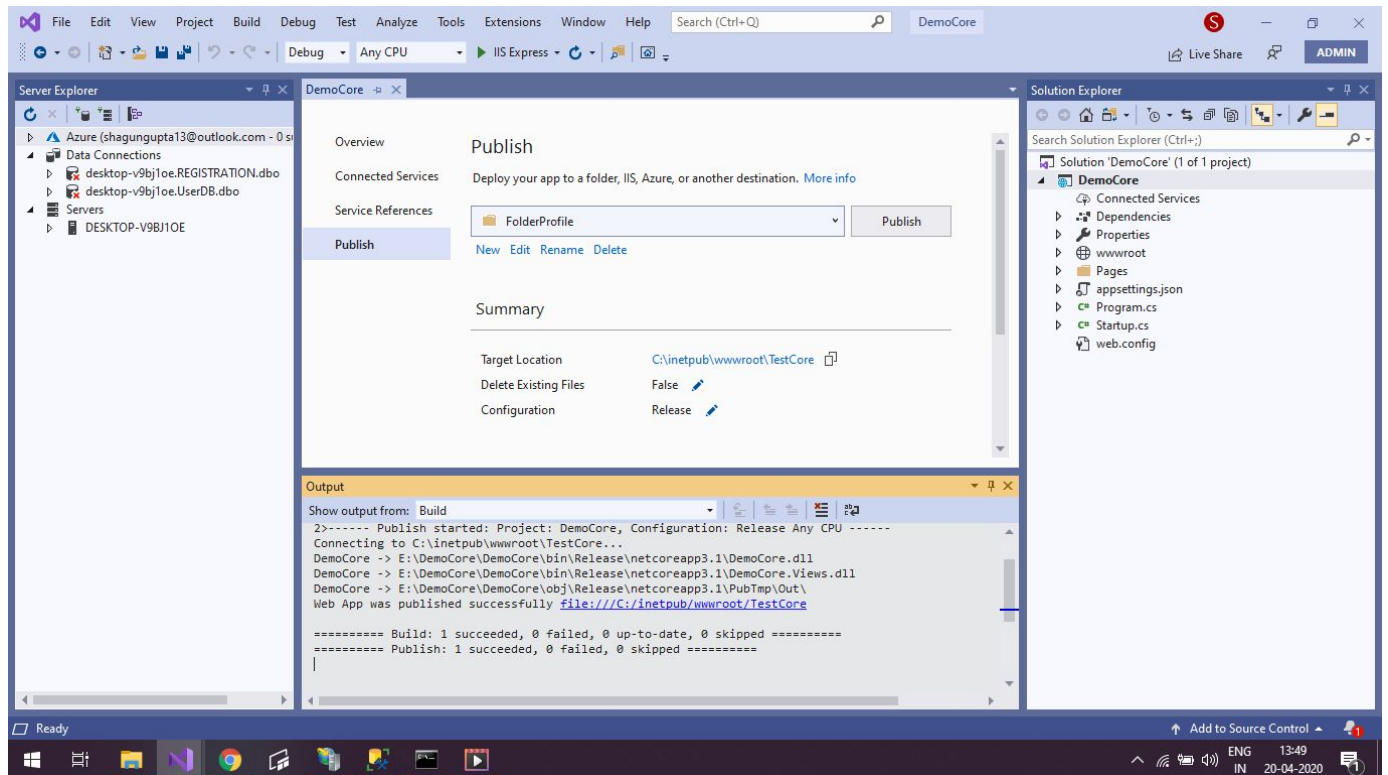 File Edit View Project Build Debug Test Analyze Tools Extensions Window Help Search (Ctrl+Q) DemoCore S
Debug Any CPU IIS Express Live Share ADMIN
Server Explorer
Azure (shagungupta13@outlook.com - 0 su
Data Connections
desktop-v9bj1oe.REGISTRATION.dbo
desktop-v9bj1oe.UserDB.dbo
Servers
DESKTOP-V9BJ1OE
DemoCore
Overview
Connected Services
Service References
Publish
Publish
Deploy your app to a folder, IIS, Azure, or another destination. More info
FolderProfile
Publish
New Edit Rename Delete
Summary
Target Location C:\inetpub\wwwroot\TestCore
Delete Existing Files False
Configuration Release
Output
Show output from: Build
2>------ Publish started: Project: DemoCore, Configuration: Release Any CPU ------
Connecting to C:\inetpub\wwwroot\TestCore...
DemoCore -> E:\DemoCore\DemoCore\bin\Release\netcoreapp3.1\DemoCore.dll
DemoCore -> E:\DemoCore\DemoCore\bin\Release\netcoreapp3.1\DemoCore.Views.dll
DemoCore -> E:\DemoCore\DemoCore\obj\Release\netcoreapp3.1\PubTmp\Out\
Web App was published successfully file:///C:/inetpub/wwwroot/TestCore
========== Build: 1 succeeded, 0 failed, 0 up-to-date, 0 skipped ==========
========== Publish: 1 succeeded, 0 failed, 0 skipped ==========
Solution Explorer
Search Solution Explorer (Ctrl+;)
Solution 'DemoCore' (1 of 1 project)
DemoCore
Connected Services
Dependencies
Properties
wwwroot
Pages
appsettings.json
C# Program.cs
C# Startup.cs
web.config
Ready
Add to Source Control
1
ENG
IN
13:49
20-04-2020
1